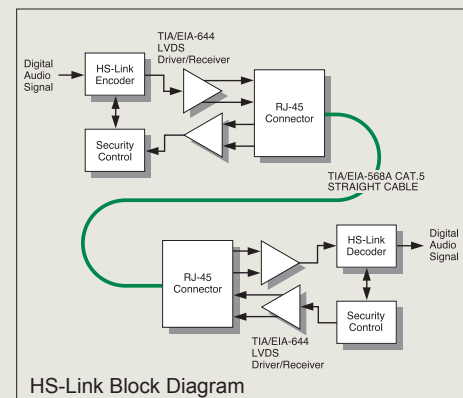 TIA/EIA-644
LVDS
Driver/Receiver
Digital
Audio
Signal
HS-Link
Encoder
RJ-45
Connector
Security
Control
TIA/EIA-568A CAT.5
STRAIGHT CABLE
RJ-45
Connector
HS-Link
Decoder
Digital
Audio
Signal
Security
Control
TIA/EIA-644
LVDS
Driver/Receiver
HS-Link Block Diagram